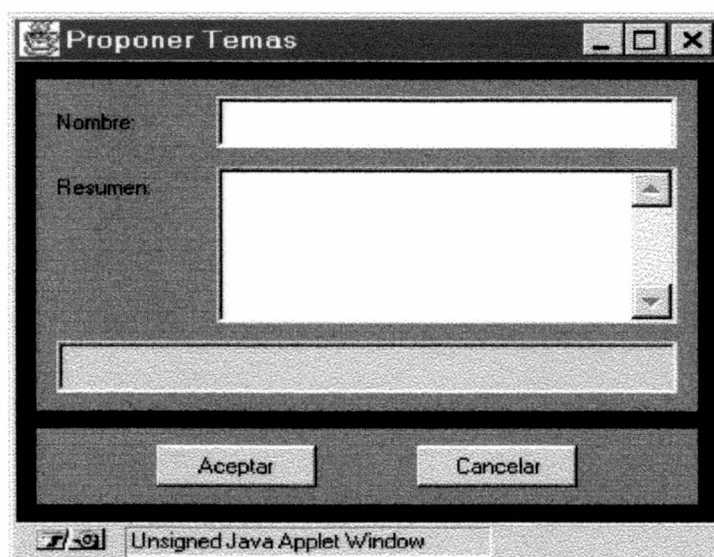 Proponer Temas
Nombre:
Resumen:
Aceptar Cancelar
Unsigned Java Applet Window